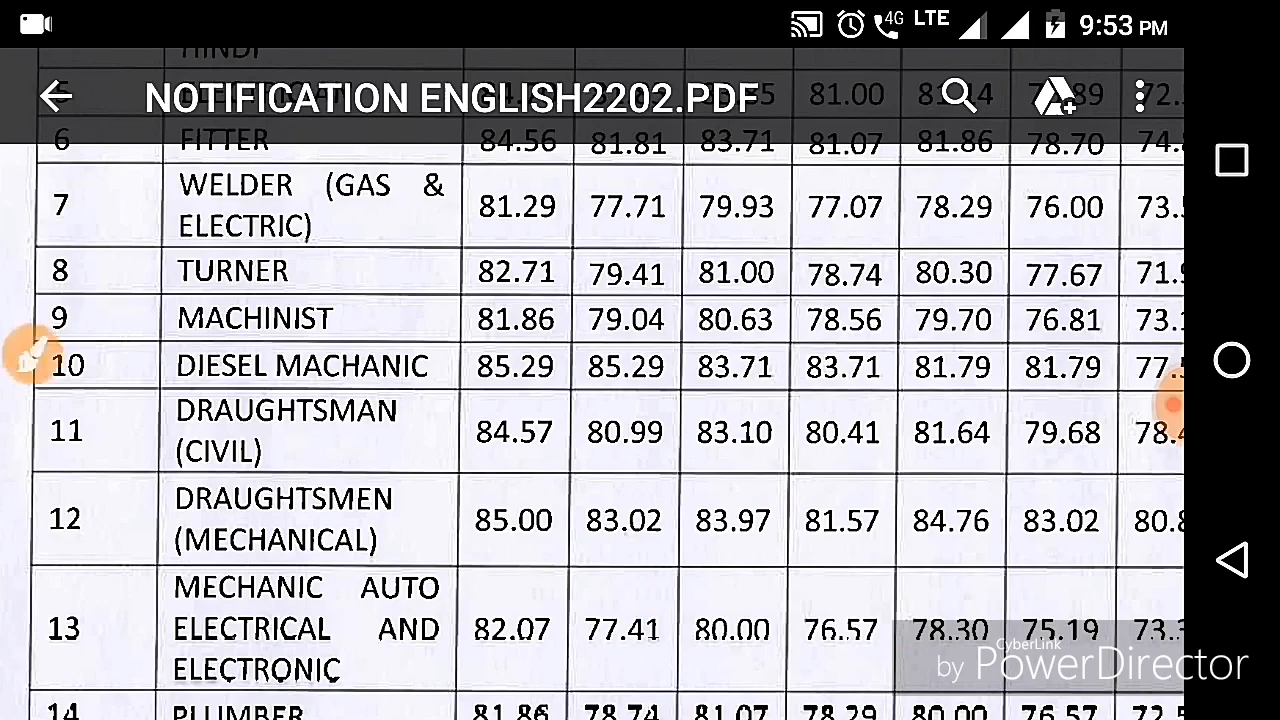 4G LTE 9:53 PM
HINDI
NOTIFICATION ENGLISH2202.PDF
5 81.00 72.
6 FITTER 84.56 81.81 83.71 81.07 81.86 78.70 74.
7 WELDER (GAS & ELECTRIC) 81.29 77.71 79.93 77.07 78.29 76.00 73.
8 TURNER 82.71 79.41 81.00 78.74 80.30 77.67 71.
9 MACHINIST 81.86 79.04 80.63 78.56 79.70 76.81 73.
10 DIESEL MACHANIC 85.29 85.29 83.71 83.71 81.79 81.79 77.
11 DRAUGHTSMAN (CIVIL) 84.57 80.99 83.10 80.41 81.64 79.68 78.
12 DRAUGHTSMEN (MECHANICAL) 85.00 83.02 83.97 81.57 84.76 83.02 80.
13 MECHANIC AUTO ELECTRICAL AND ELECTRONIC 82.07 77.41 80.00 76.57 78.30 75.19 73.
14 PLUMBER 81.86 78.74 81.07 78.29 80.00 76.57 72.
CyberLink
by PowerDirector